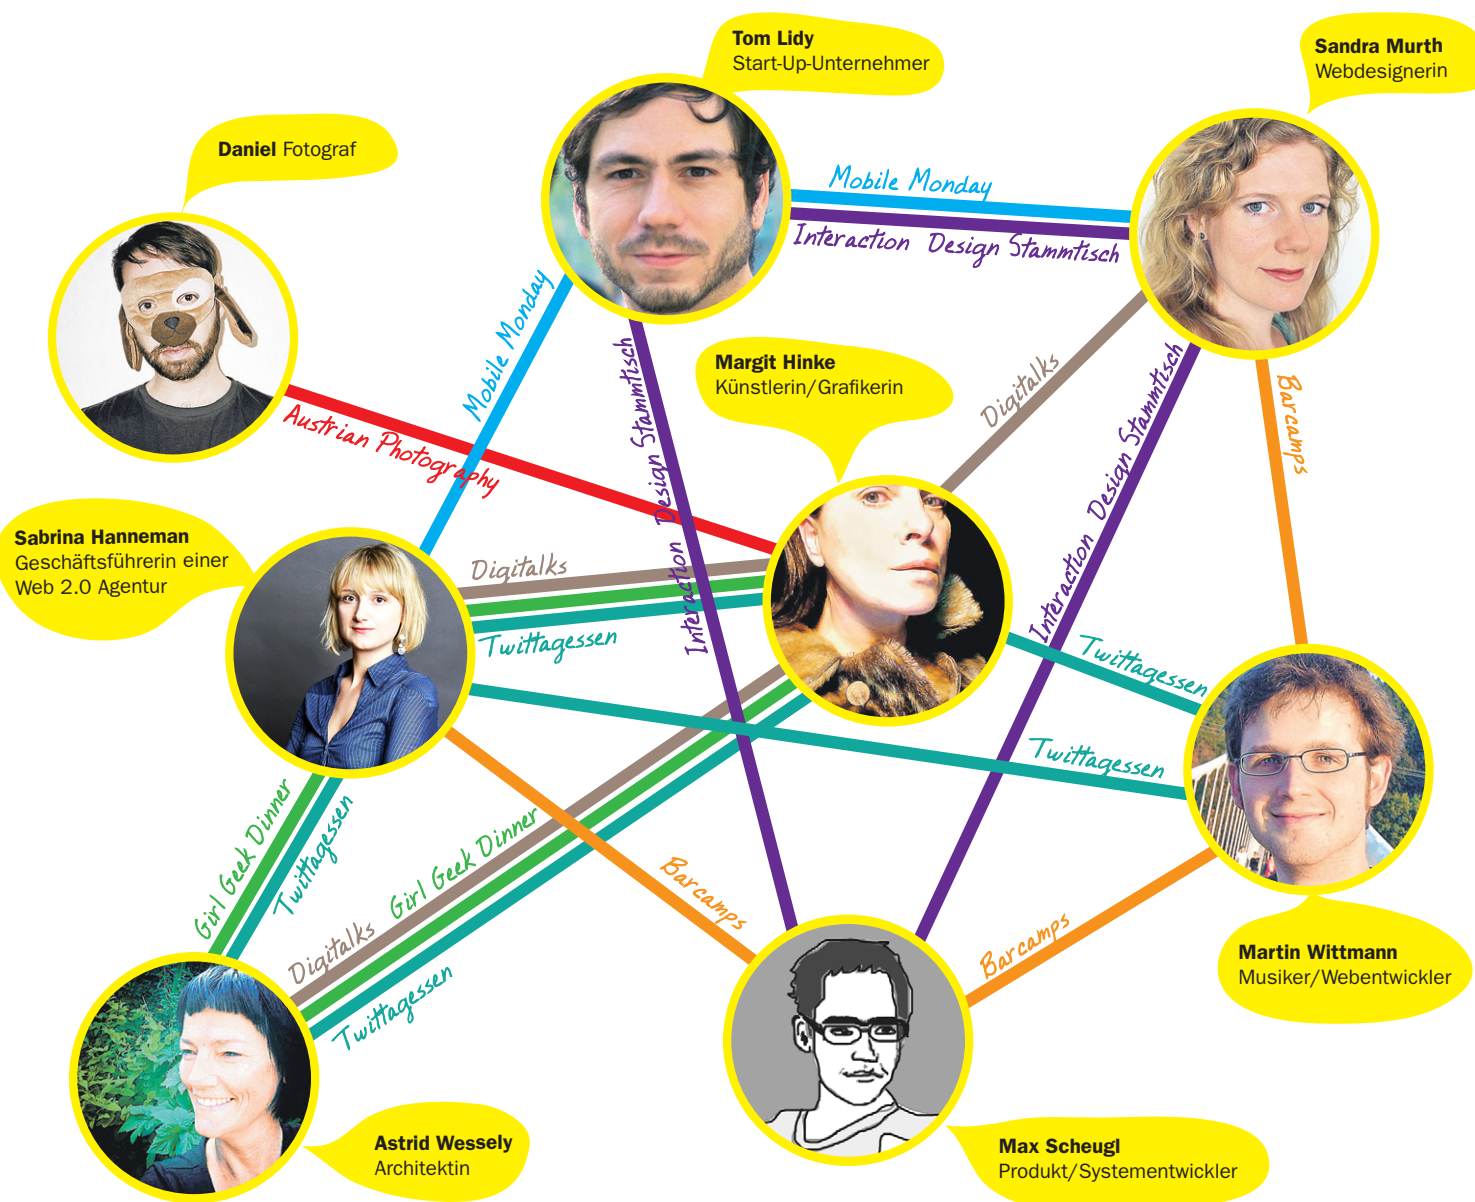 Tom Lidy
Start-Up-Unternehmer
Sandra Murth
Webdesignerin
Daniel Fotograf
Mobile Monday
Interaction Design Stammtisch
Mobile Monday
Margit Hinke
Künstlerin/Grafikerin
Digitalks
Interaction Design Stammtisch
Interaction Design Stammtisch
Barcamps
Austrian Photography
Sabrina Hanneman
Geschäftsführerin einer
Web 2.0 Agentur
Digitalks
Twittagessen
Twittagessen
Twittagessen
Girl Geek Dinner
Twittagessen
Girl Geek Dinner
Digitalks
Twittagessen
Barcamps
Barcamps
Martin Wittmann
Musiker/Webentwickler
Astrid Wessely
Architektin
Max Scheugl
Produkt/Systementwickler